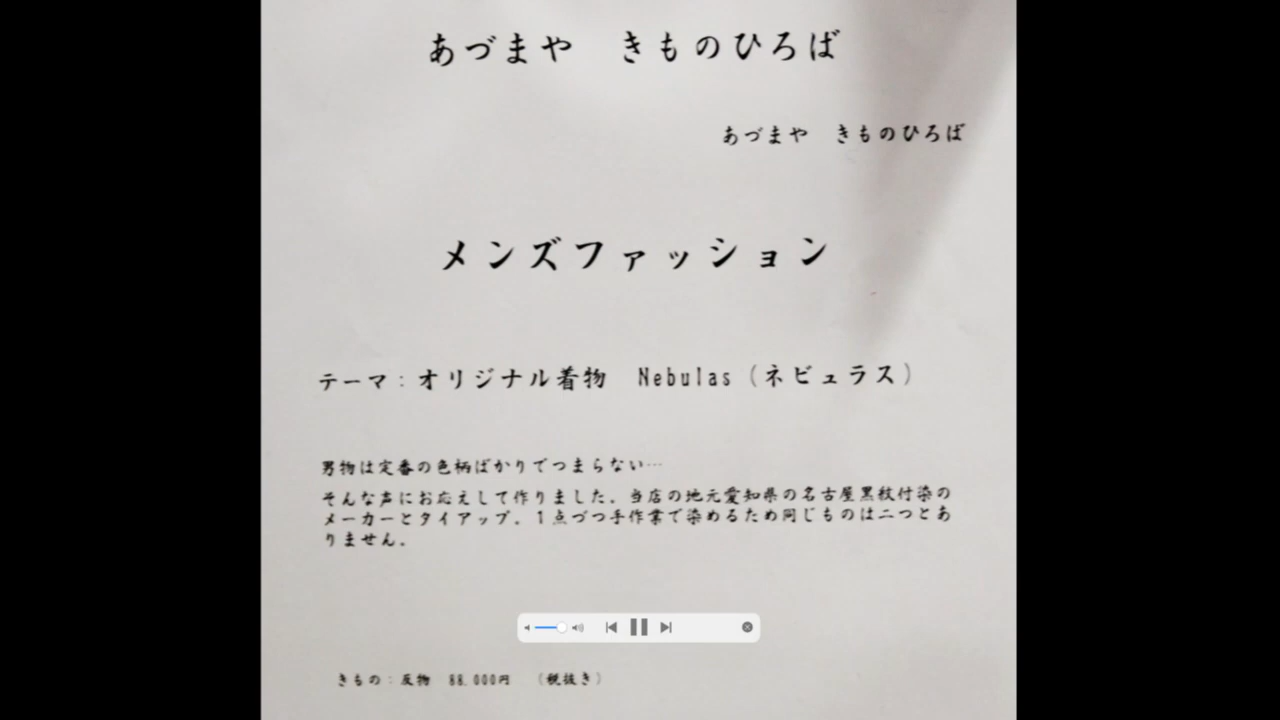 あづまや　きものひろば
あづまや　きものひろば
メンズファッション
テーマ：オリジナル着物　Nebulas（ネビュラス）
男物は定番の色柄ばかりでつまらない…
そんな声にお応えして作りました。当店の地元愛知県の名古屋黒紋付染の
メーカーとタイアップ。１点づつ手作業で染めるため同じものは二つとあ
りません。
きもの：反物　88.000円　（税抜き）